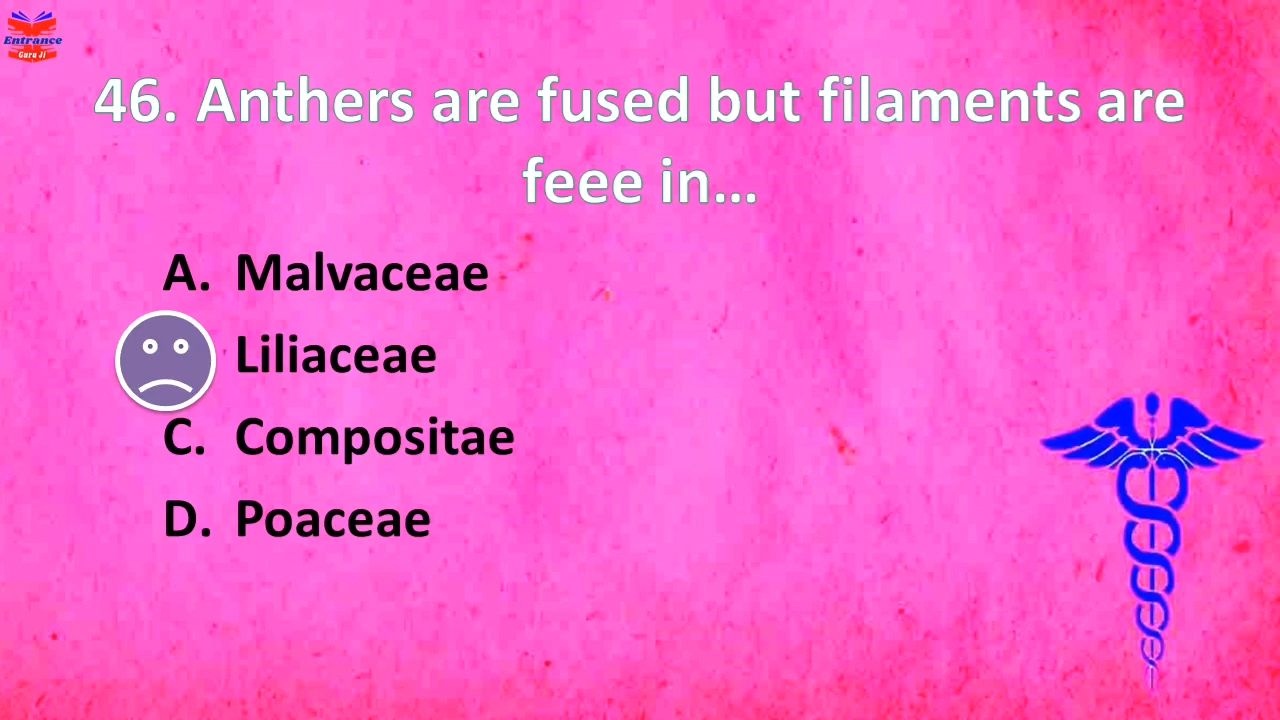 Entrance
Guru Ji
46. Anthers are fused but filaments are
feee in...
A. Malvaceae
Liliaceae
C. Compositae
D. Poaceae